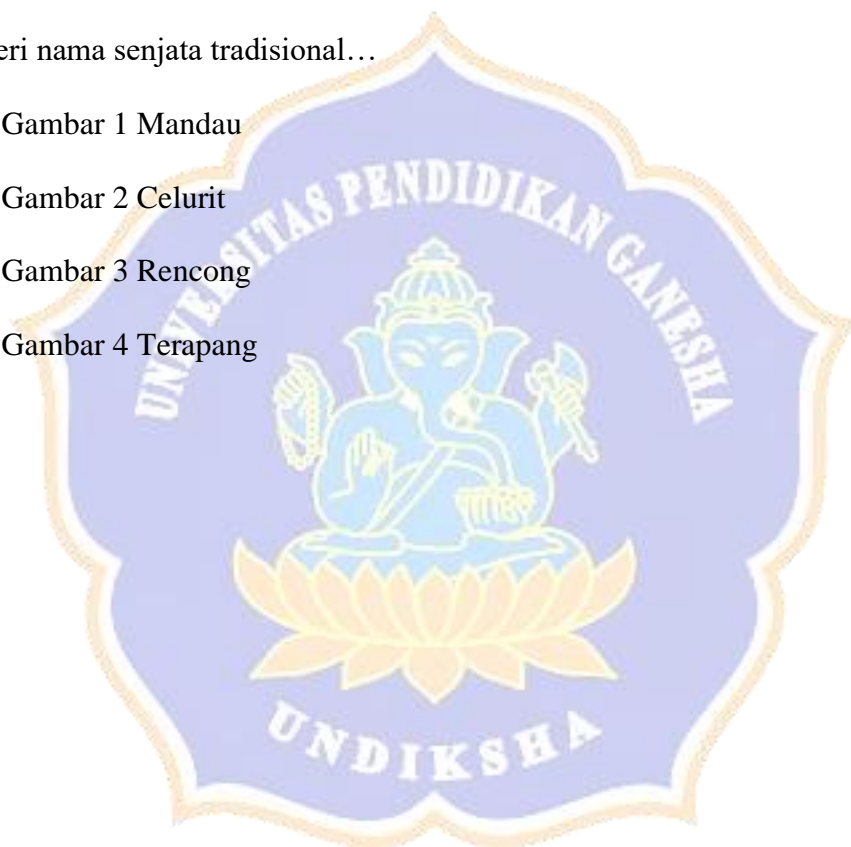 eri nama senjata tradisional…
Gambar 1 Mandau
Gambar 2 Celurit
Gambar 3 Rencong
Gambar 4 Terapang
UNIVERSITAS PENDIDIKAN GANESHA
UNDIKSHA